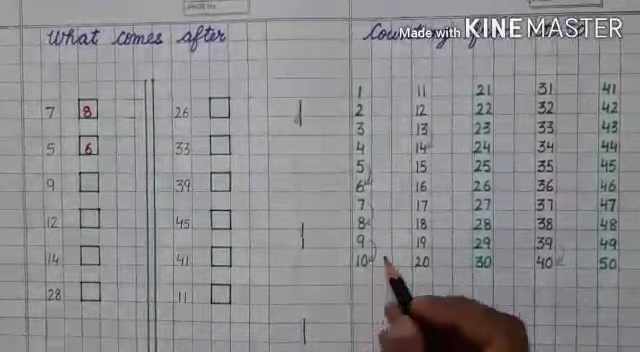 What comes after
7 8
5 6
9
12
14
28
26
33
39
45
41
11
Counting
Made with KINEMASTER
1 11 21 31 41
2 12 22 32 42
3 13 23 33 43
4 14 24 34 44
5 15 25 35 45
6 16 26 36 46
7 17 27 37 47
8 18 28 38 48
9 19 29 39 49
10 20 30 40 50